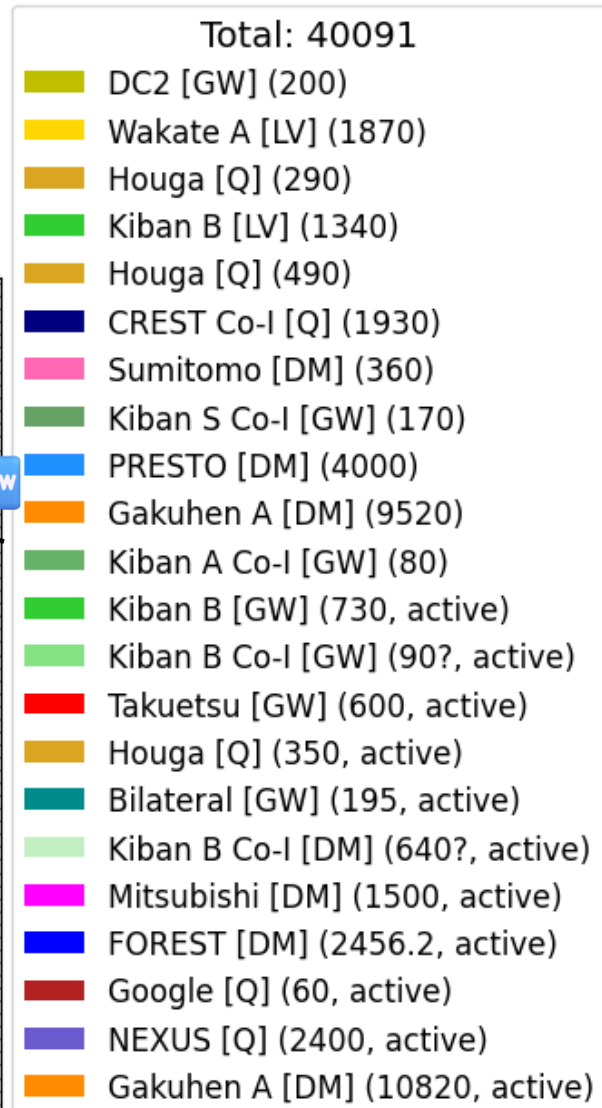 Total: 40091
DC2 [GW] (200)
Wakate A [LV] (1870)
Houga [Q] (290)
Kiban B [LV] (1340)
Houga [Q] (490)
CREST Co-I [Q] (1930)
Sumitomo [DM] (360)
Kiban S Co-I [GW] (170)
W
PRESTO [DM] (4000)
Gakuhen A [DM] (9520)
Kiban A Co-I [GW] (80)
Kiban B [GW] (730, active)
Kiban B Co-I [GW] (90?, active)
Takuetsu [GW] (600, active)
Houga [Q] (350, active)
Bilateral [GW] (195, active)
Kiban B Co-I [DM] (640?, active)
Mitsubishi [DM] (1500, active)
FOREST [DM] (2456.2, active)
Google [Q] (60, active)
NEXUS [Q] (2400, active)
Gakuhen A [DM] (10820, active)